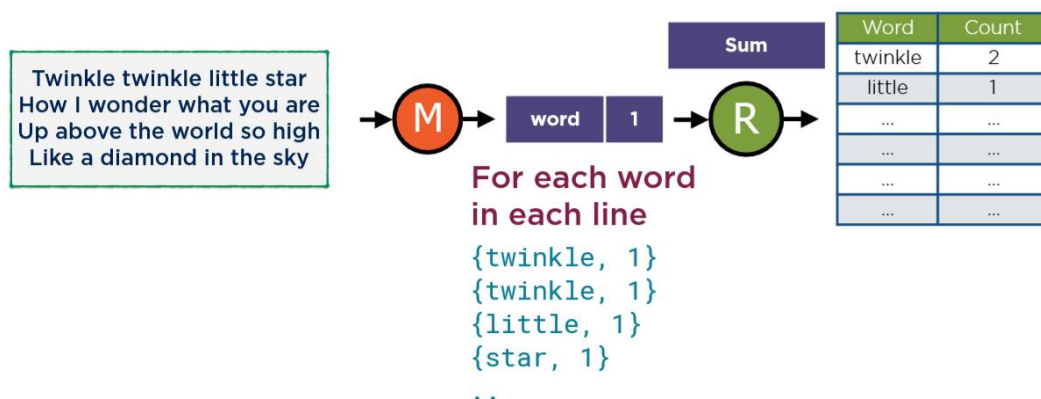 Twinkle twinkle little star
How I wonder what you are
Up above the world so high
Like a diamond in the sky
M
word 1
For each word
in each line
{twinkle, 1}
{twinkle, 1}
{little, 1}
{star, 1}
Sum
R
Word Count
twinkle 2
little 1
... ...
... ...
... ...
... ...